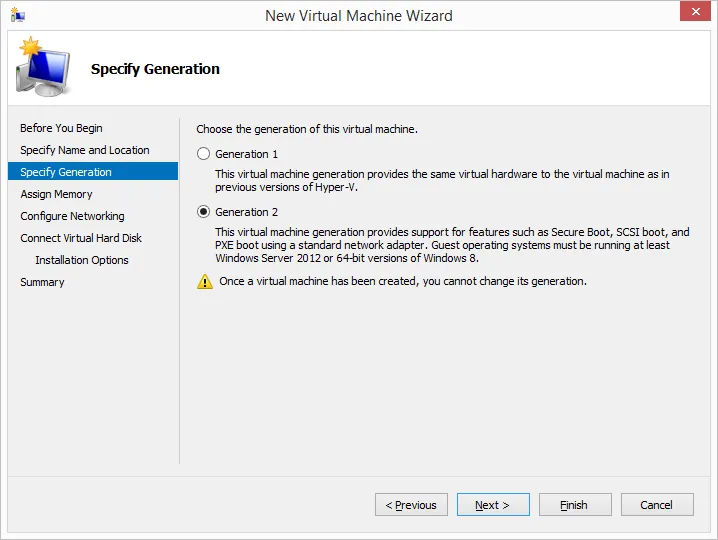 New Virtual Machine Wizard
Specify Generation
Before You Begin
Specify Name and Location
Specify Generation
Assign Memory
Configure Networking
Connect Virtual Hard Disk
Installation Options
Summary
Choose the generation of this virtual machine.
Generation 1
This virtual machine generation provides the same virtual hardware to the virtual machine as in
previous versions of Hyper-V.
Generation 2
This virtual machine generation provides support for features such as Secure Boot, SCSI boot, and
PXE boot using a standard network adapter. Guest operating systems must be running at least
Windows Server 2012 or 64-bit versions of Windows 8.
Once a virtual machine has been created, you cannot change its generation.
< Previous
Next >
Finish
Cancel